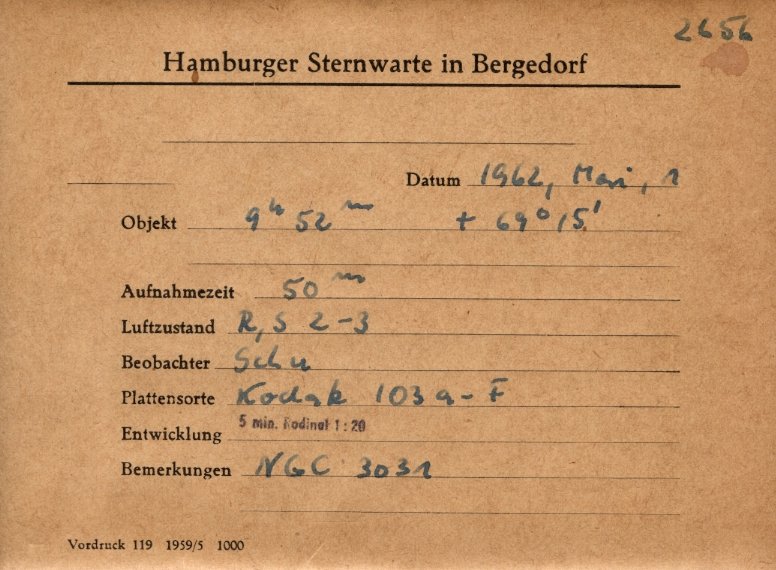 2656
Hamburger Sternwarte in Bergedorf
Datum 1962, Mai, 1
Objekt 9h 52m + 69° 15'
Aufnahmezeit 50m
Luftzustand R, S 2-3
Beobachter Schu
Plattensorte Kodak 103a-F
Entwicklung 5 min. Rodinal 1:20
Bemerkungen NGC 3031
Vordruck 119 1959/5 1000